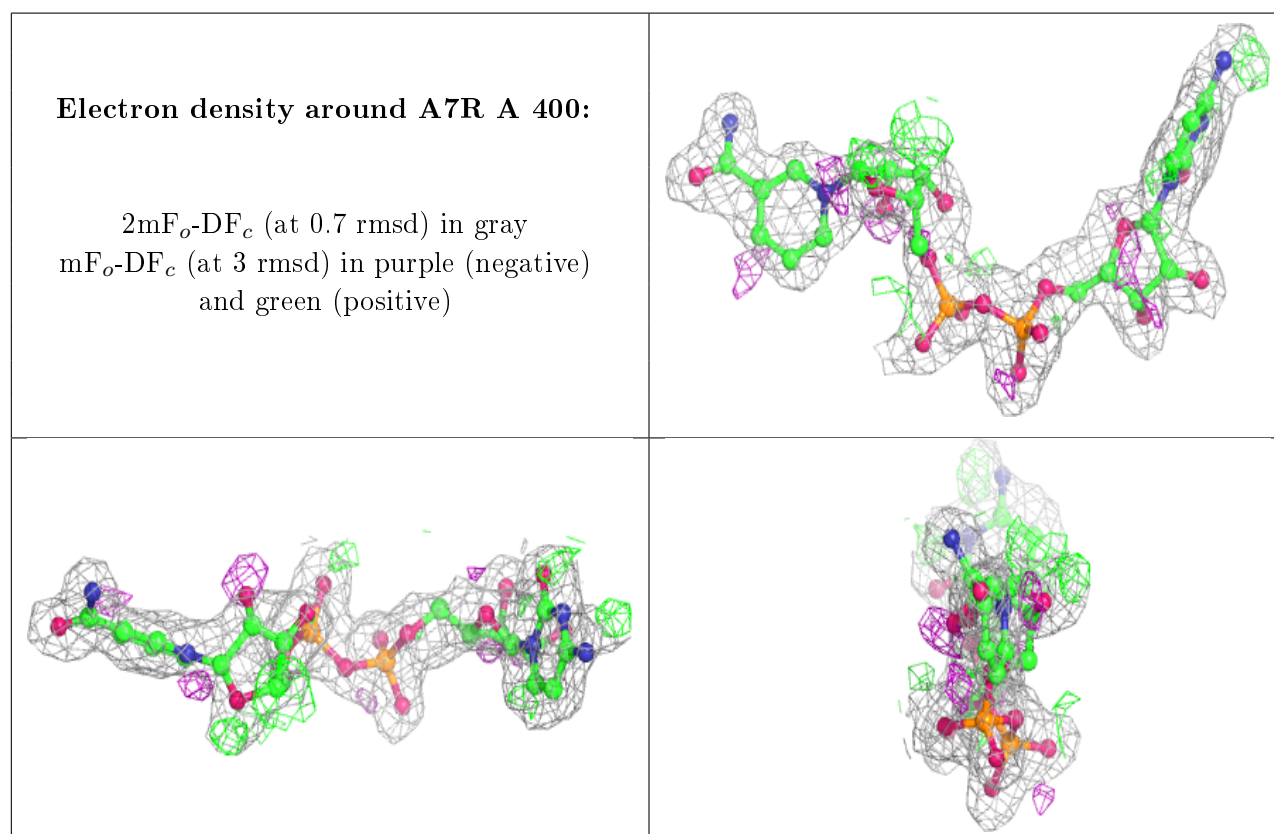 Electron density around A7R A 400:
2mFₒ-DF𝒸 (at 0.7 rmsd) in gray
mFₒ-DF𝒸 (at 3 rmsd) in purple (negative)
and green (positive)